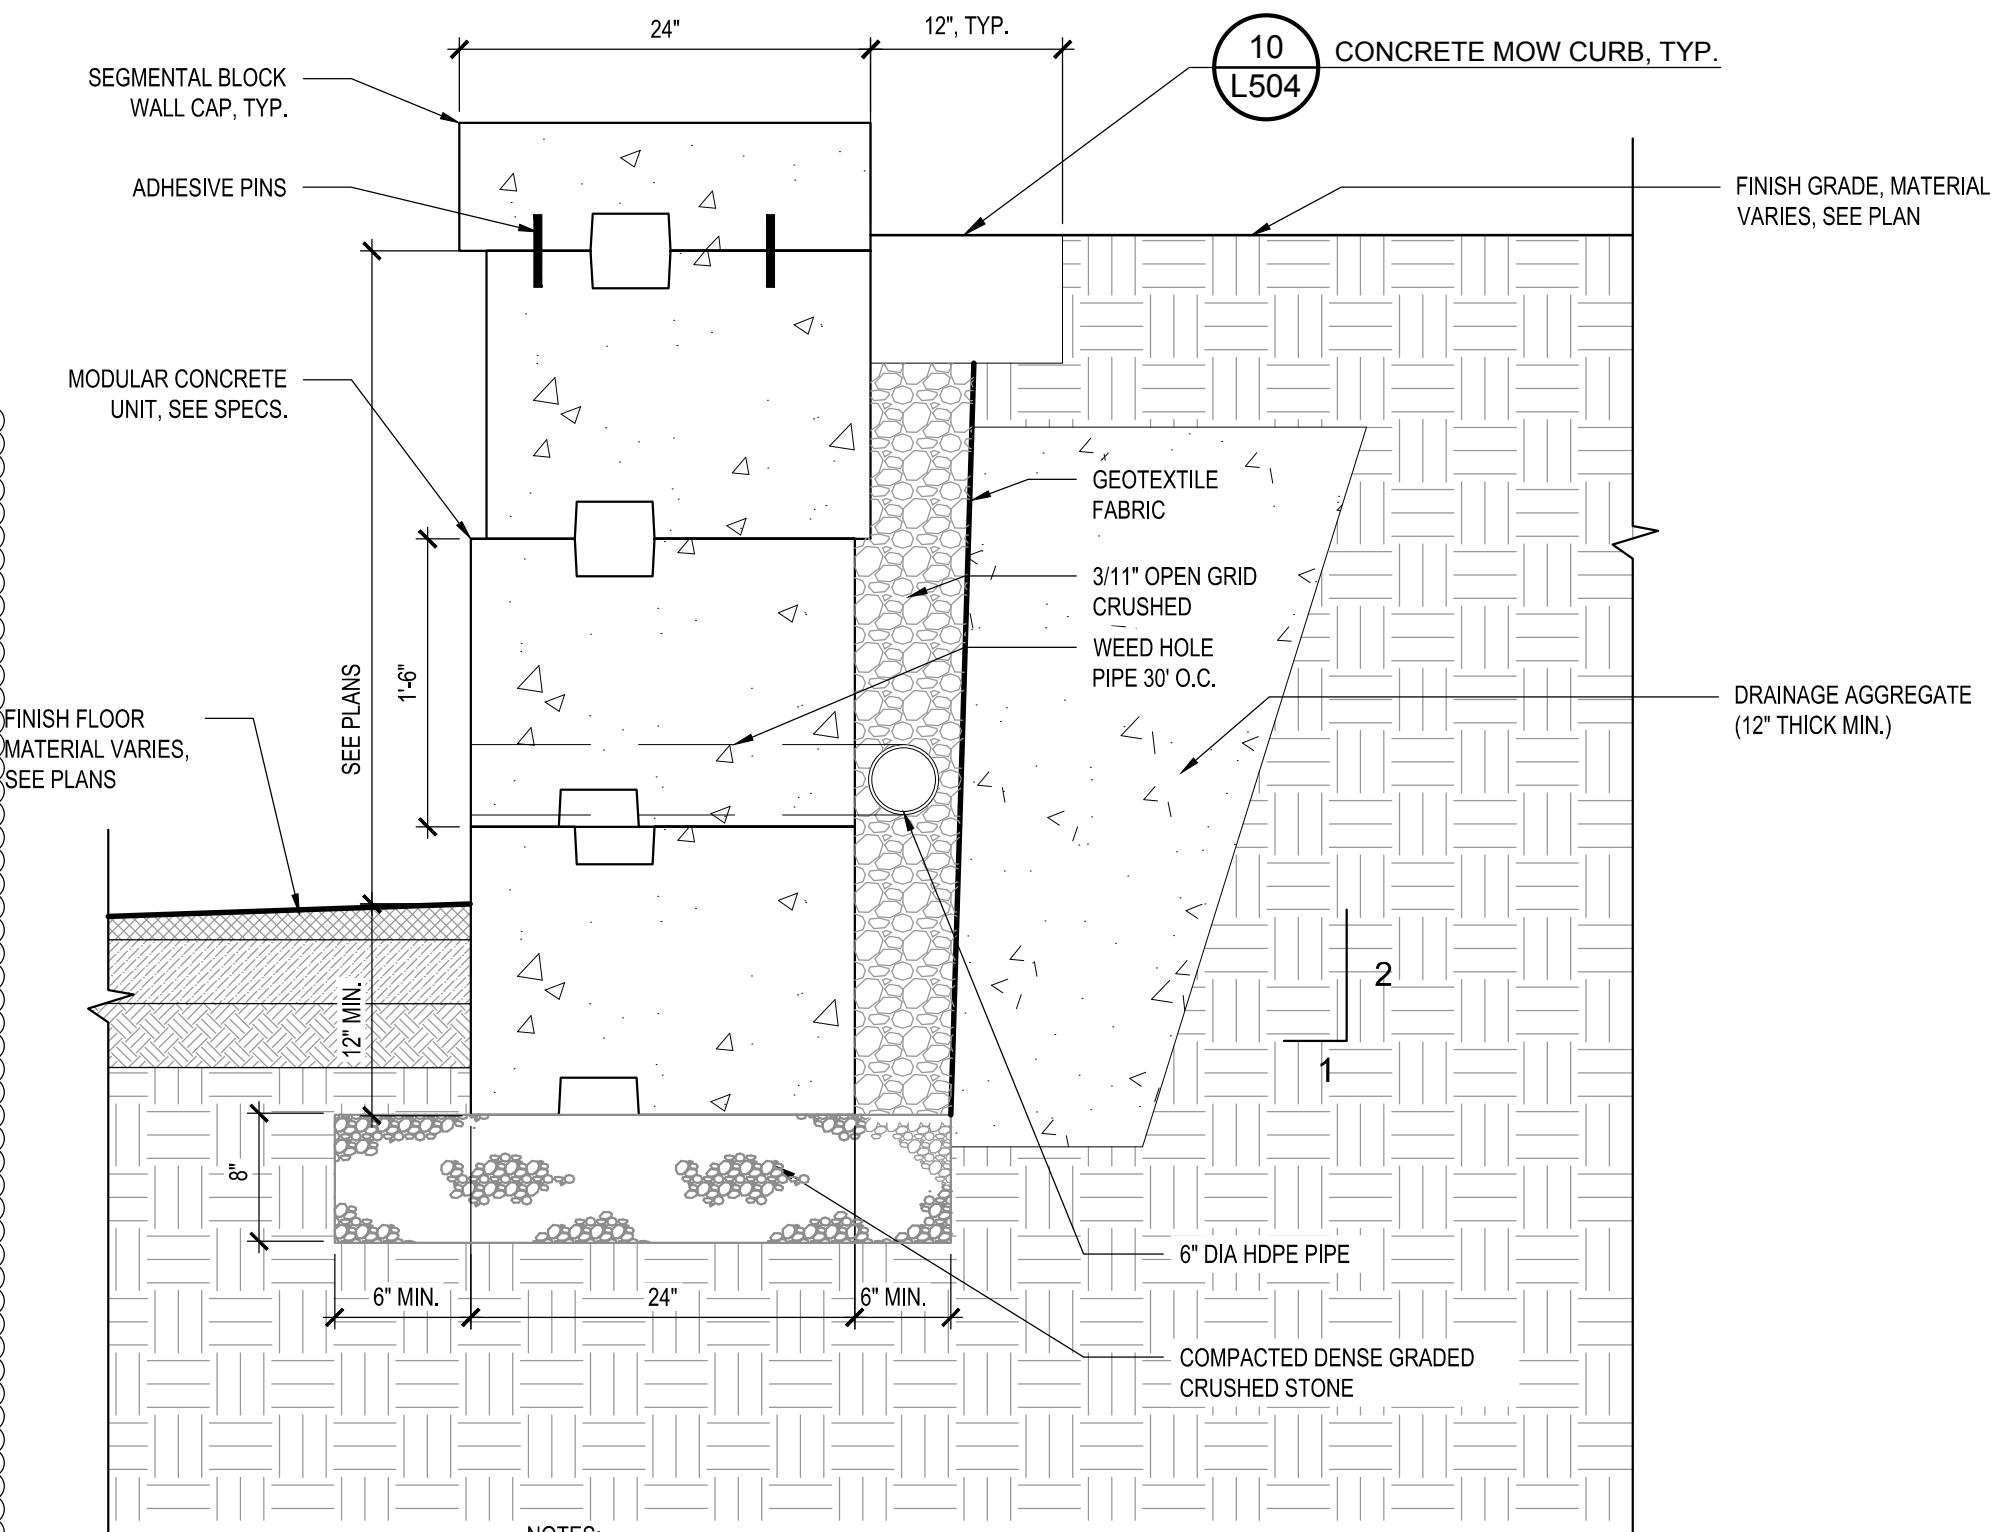 24"
12", TYP.
10
L504
CONCRETE MOW CURB, TYP.
SEGMENTAL BLOCK
WALL CAP, TYP.
ADHESIVE PINS
FINISH GRADE, MATERIAL
VARIES, SEE PLAN
MODULAR CONCRETE
UNIT, SEE SPECS.
GEOTEXTILE
FABRIC
3/11" OPEN GRID
CRUSHED
WEED HOLE
PIPE 30' O.C.
SEE PLANS
1'-6"
DRAINAGE AGGREGATE
(12" THICK MIN.)
FINISH FLOOR
MATERIAL VARIES,
SEE PLANS
2
1
12" MIN.
8"
6" DIA HDPE PIPE
6" MIN.
24"
6" MIN.
COMPACTED DENSE GRADED
CRUSHED STONE
NOTES: